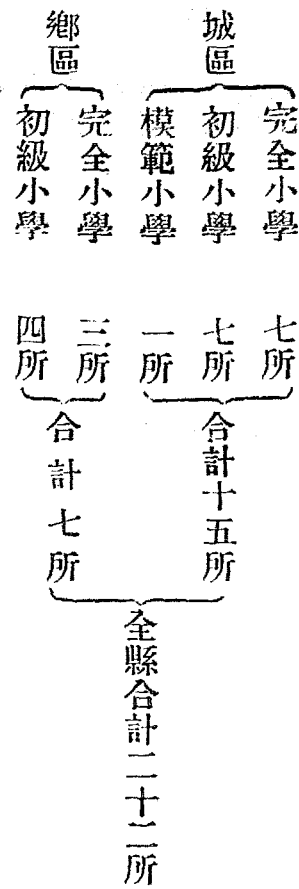 城區
完全小學 七所
初級小學 七所
模範小學 一所
合計十五所
鄉區
完全小學 三所
初級小學 四所
合計七所
全縣合計二十二所